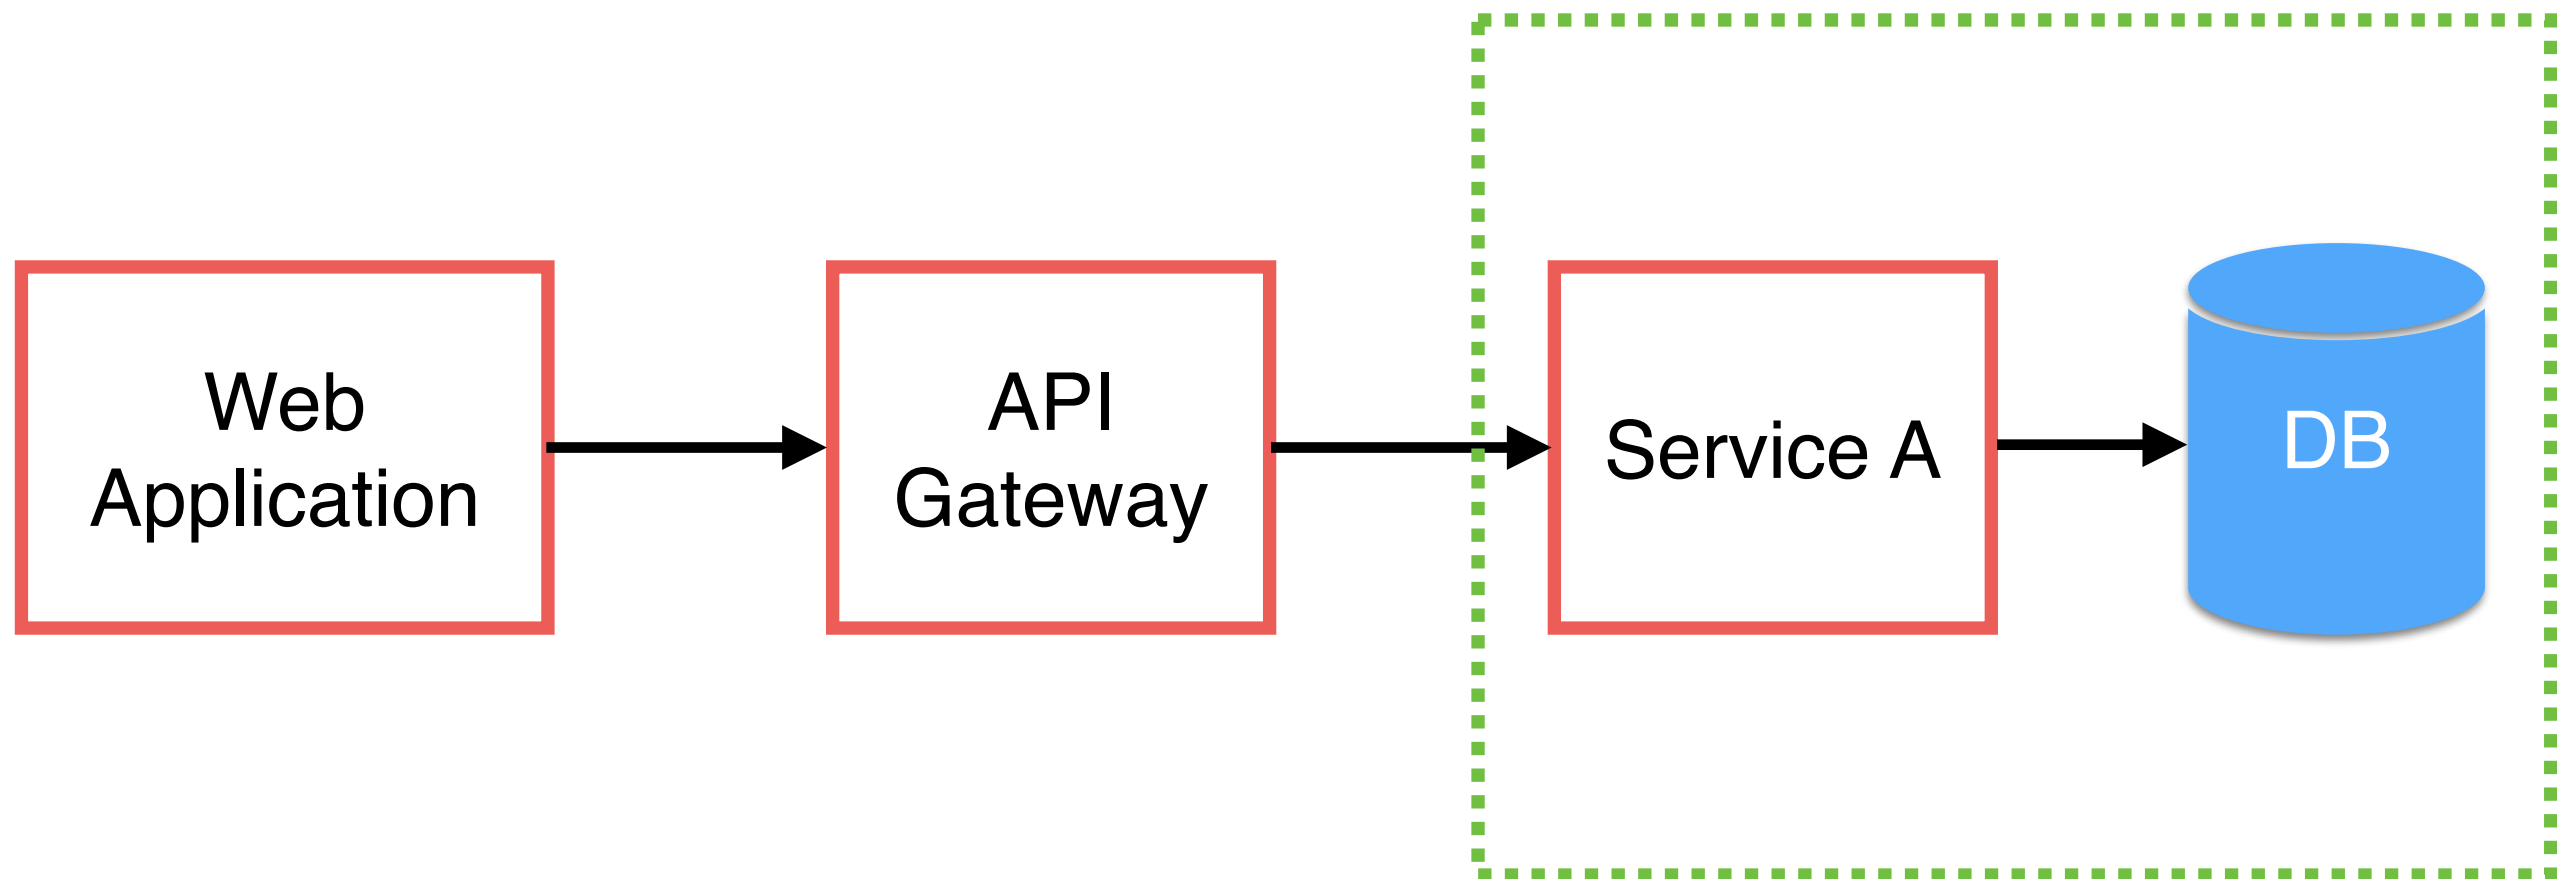 Web
Application
API
Gateway
Service A
DB